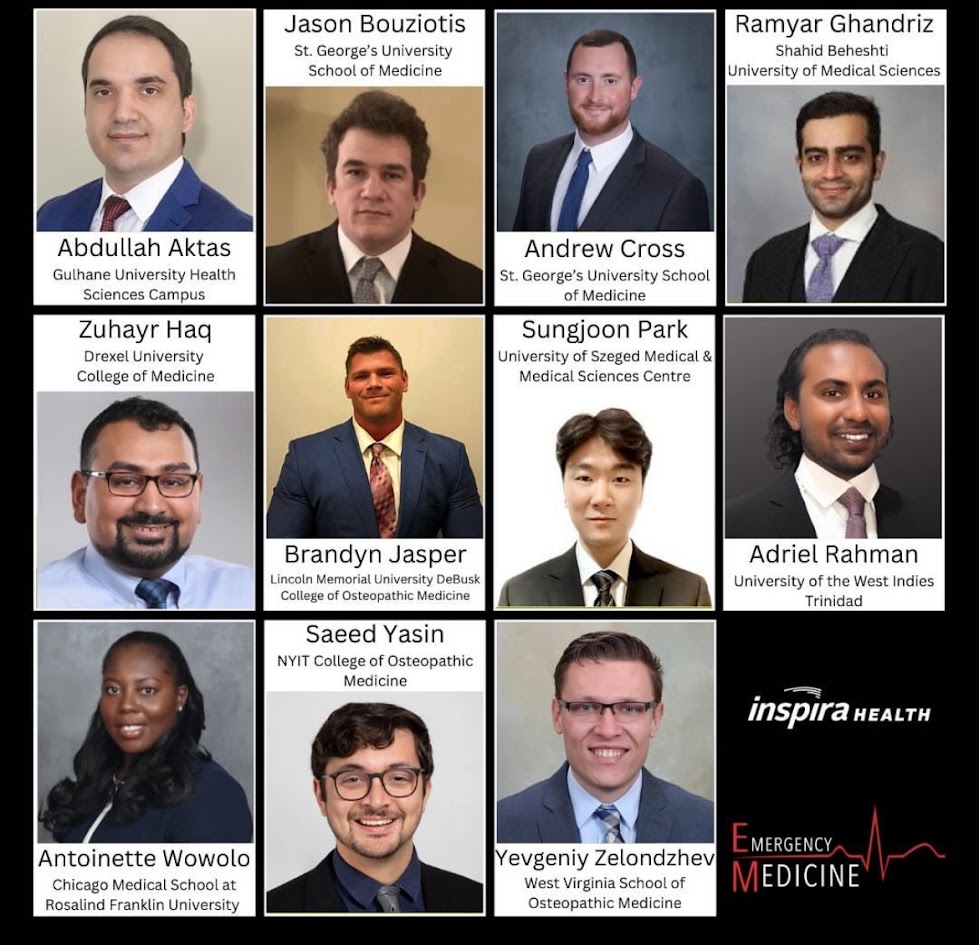 Abdullah Aktas
Gulhane University Health
Sciences Campus
Jason Bouziotis
St. George's University
School of Medicine
Andrew Cross
St. George's University School
of Medicine
Ramyar Ghandriz
Shahid Beheshti
University of Medical Sciences
Zuhayr Haq
Drexel University
College of Medicine
Brandyn Jasper
Lincoln Memorial University DeBusk
College of Osteopathic Medicine
Sungjoon Park
University of Szeged Medical &
Medical Sciences Centre
Adriel Rahman
University of the West Indies
Trinidad
Antoinette Wowolo
Chicago Medical School at
Rosalind Franklin University
Saeed Yasin
NYIT College of Osteopathic
Medicine
Yevgeniy Zelondzhev
West Virginia School of
Osteopathic Medicine
inspira HEALTH
EMERGENCY
MEDICINE